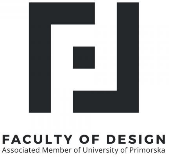 FACULTY OF DESIGN
Associated Member of University of Primorska